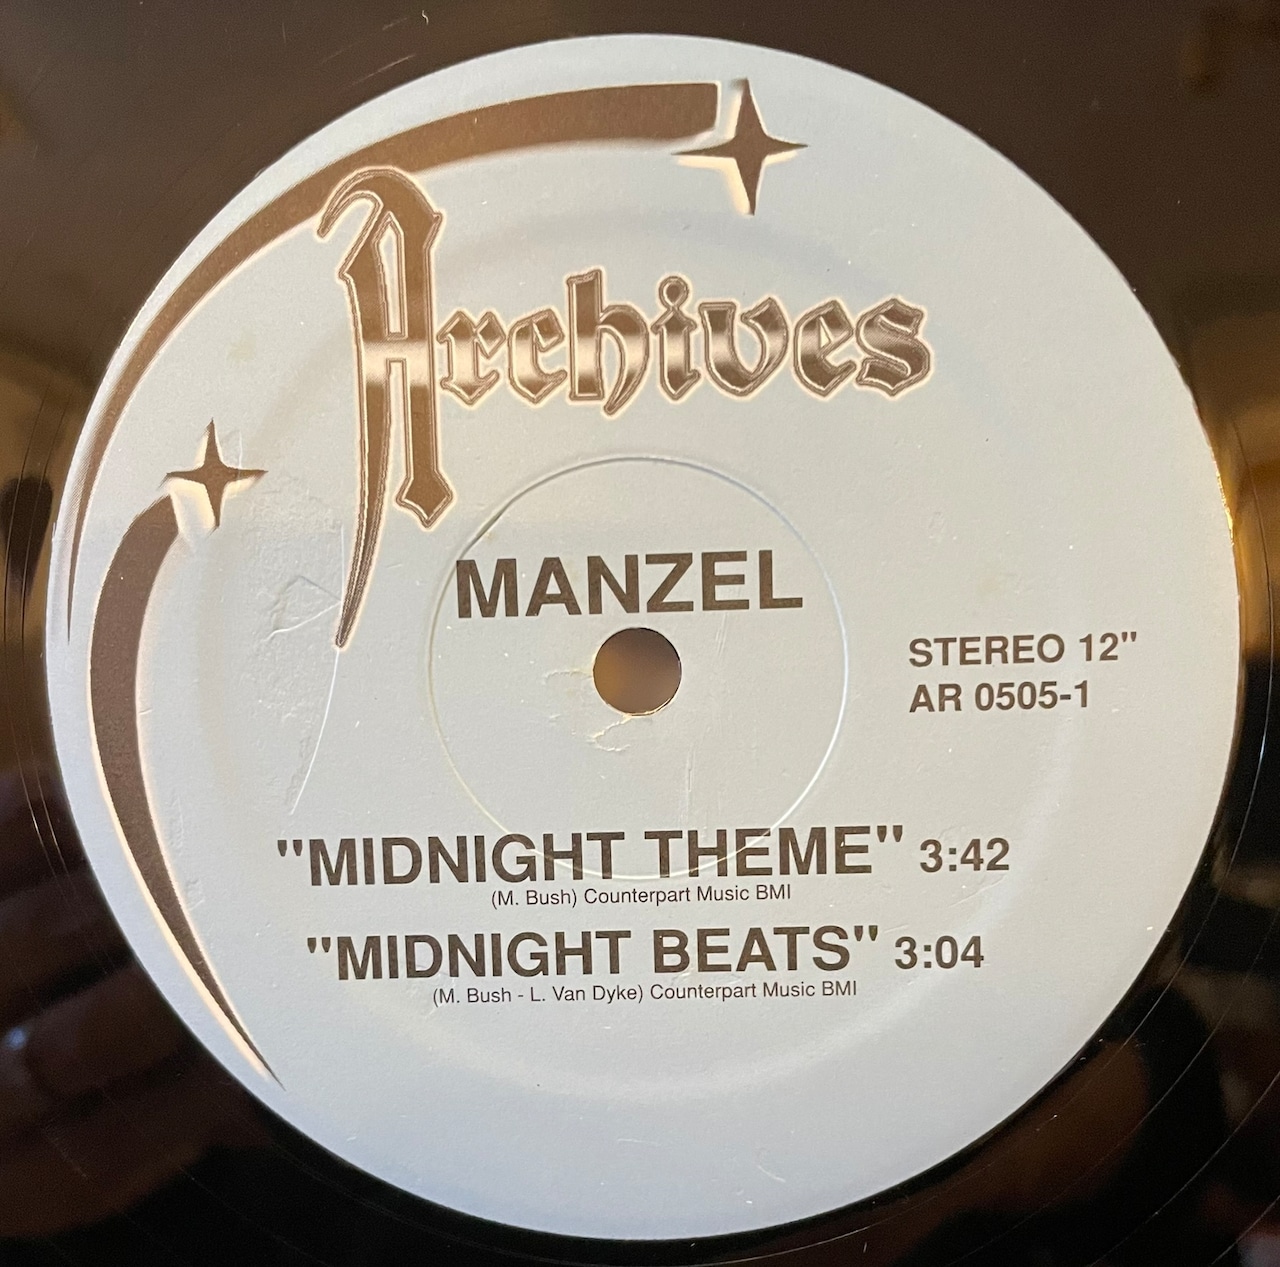 Archives
MANZEL
STEREO 12"
AR 0505-1
"MIDNIGHT THEME" 3:42
(M. Bush) Counterpart Music BMI
"MIDNIGHT BEATS" 3:04
(M. Bush - L. Van Dyke) Counterpart Music BMI